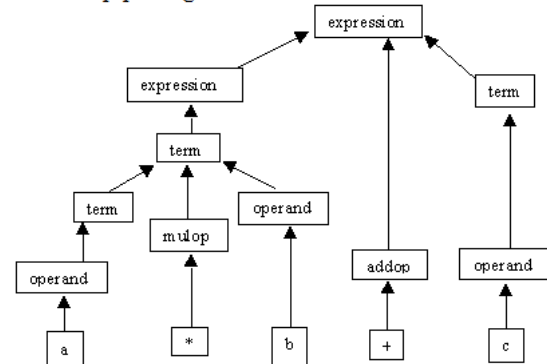 expression
expression
term
term
term
operand
mulop
operand
addop
operand
a
*
b
+
c